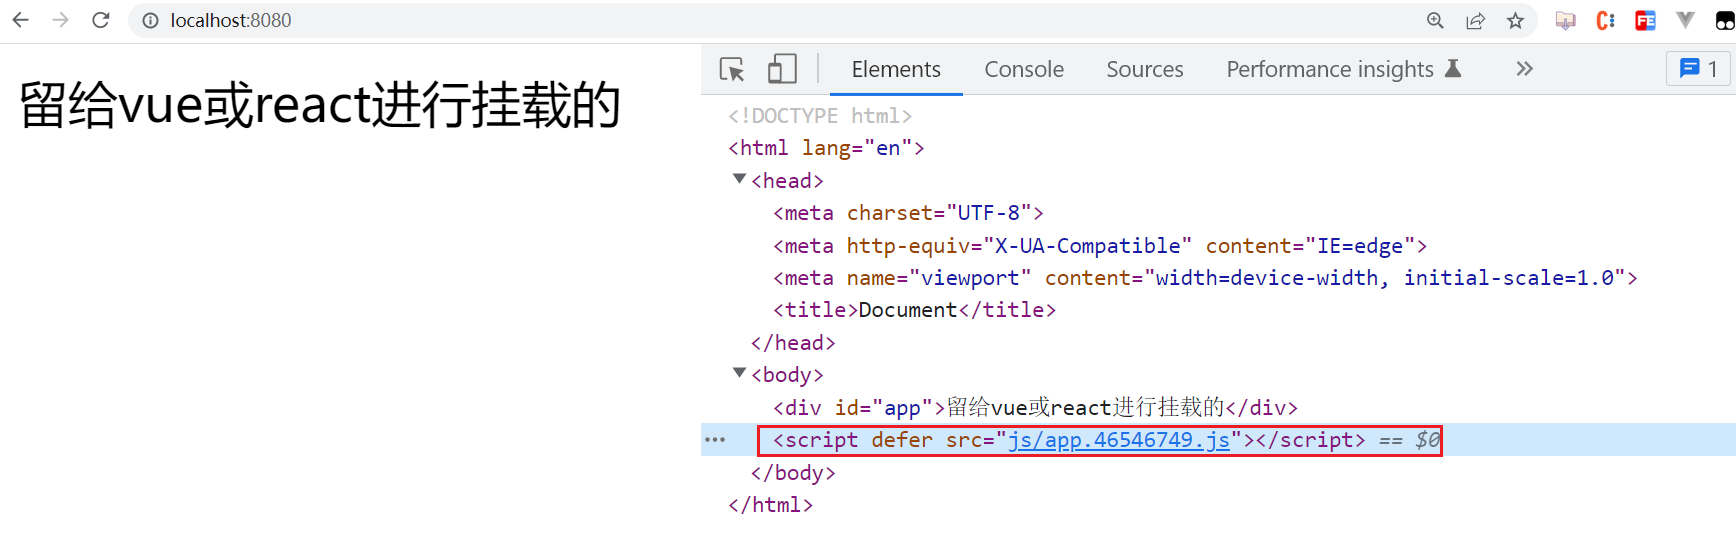 localhost:8080
FE
留给vue或react进行挂载的
Elements
Console
Sources
Performance insights
1
<!DOCTYPE html>
<html lang="en">
<head>
<meta charset="UTF-8">
<meta http-equiv="X-UA-Compatible" content="IE=edge">
<meta name="viewport" content="width=device-width, initial-scale=1.0">
<title>Document</title>
</head>
<body>
<div id="app">留给vue或react进行挂载的</div>
<script defer src="js/app.46546749.js"></script> == $0
</body>
</html>